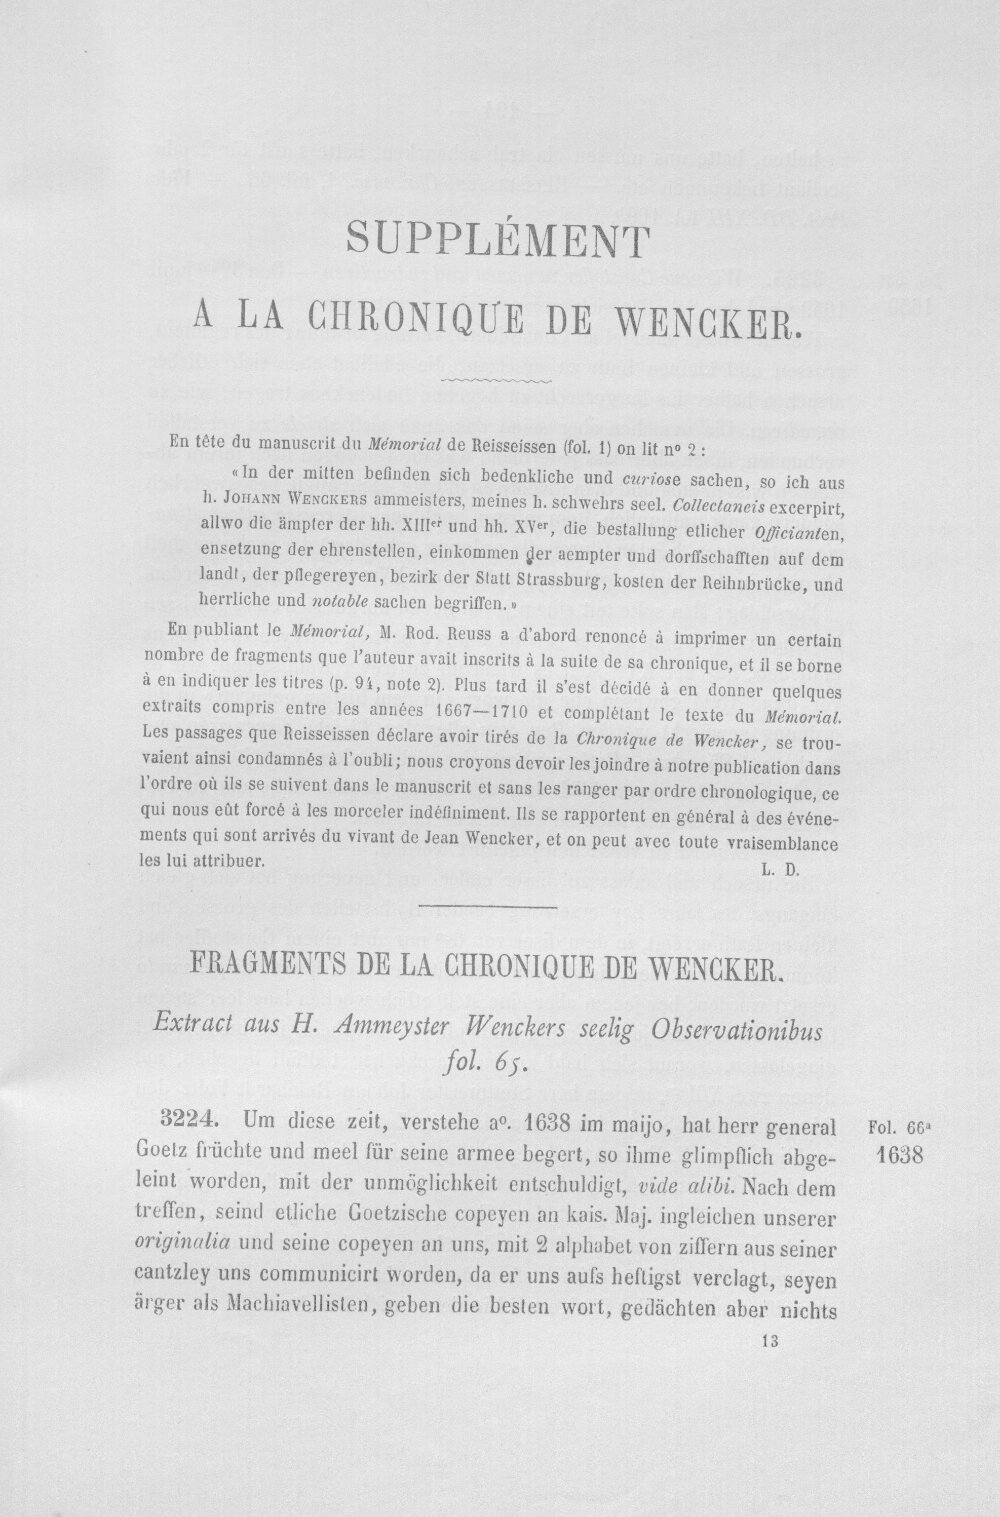 SUPPLÉMENT
A LA CHRONIQUE DE WENCKER.
En tête du manuscrit du Mémorial de Reisseissen (fol. 1) on lit nº 2 :
« In der mitten befinden sich bedenkliche und curiose sachen, so ich aus
h. JOHANN WENCKERS ammeisters, meines h. schwehrs seel. Collectaneis excerpirt,
allwo die ämpter der hh. XIIIer und hh. XVer, die bestallung etlicher Officianten,
ensetzung der ehrenstellen, einkommen der aempter und dorffschafften auf dem
landt, der pflegereyen, bezirk der Statt Strassburg, kosten der Reihnbrücke, und
herrliche und notable sachen begriffen. »
En publiant le Mémorial, M. Rod. Reuss a d'abord renoncé à imprimer un certain
nombre de fragments que l'auteur avait inscrits à la suite de sa chronique, et il se borne
à en indiquer les titres (p. 94, note 2). Plus tard il s'est décidé à en donner quelques
extraits compris entre les années 1667—1710 et complétant le texte du Mémorial.
Les passages que Reisseissen déclare avoir tirés de la Chronique de Wencker, se trou-
vaient ainsi condamnés à l'oubli; nous croyons devoir les joindre à notre publication dans
l'ordre où ils se suivent dans le manuscrit et sans les ranger par ordre chronologique, ce
qui nous eût forcé à les morceler indéfiniment. Ils se rapportent en général à des événe-
ments qui sont arrivés du vivant de Jean Wencker, et on peut avec toute vraisemblance
les lui attribuer.
L. D.
FRAGMENTS DE LA CHRONIQUE DE WENCKER.
Extract aus H. Ammeyster Wenckers seelig Observationibus
fol. 65.
3224. Um diese zeit, verstehe aº. 1638 im maijo, hat herr general
Fol. 66ª
Goetz früchte und meel für seine armee begert, so ihme glimpflich abge-
1638
leint worden, mit der unmöglichkeit entschuldigt, vide alibi. Nach dem
treffen, seind etliche Goetzische copeyen an kais. Maj. ingleichen unserer
originalia und seine copeyen an uns, mit 2 alphabet von ziffern aus seiner
cantzley uns communicirt worden, da er uns aufs heftigst verclagt, seyen
ärger als Machiavellisten, geben die besten wort, gedächten aber nichts
13